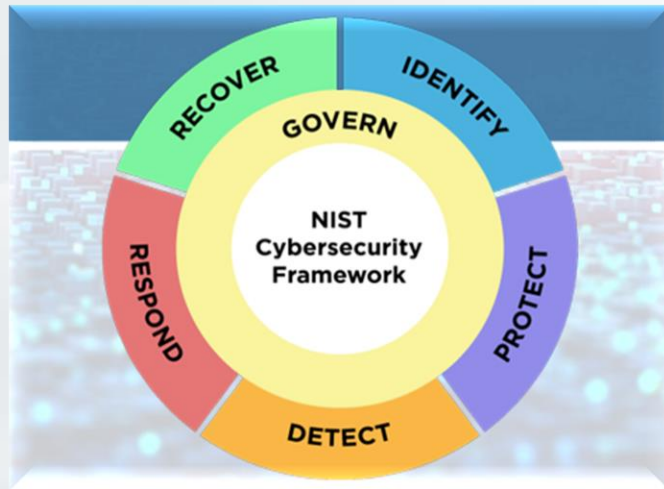 RECOVER
IDENTIFY
GOVERN
NIST
Cybersecurity
Framework
RESPOND
PROTECT
DETECT